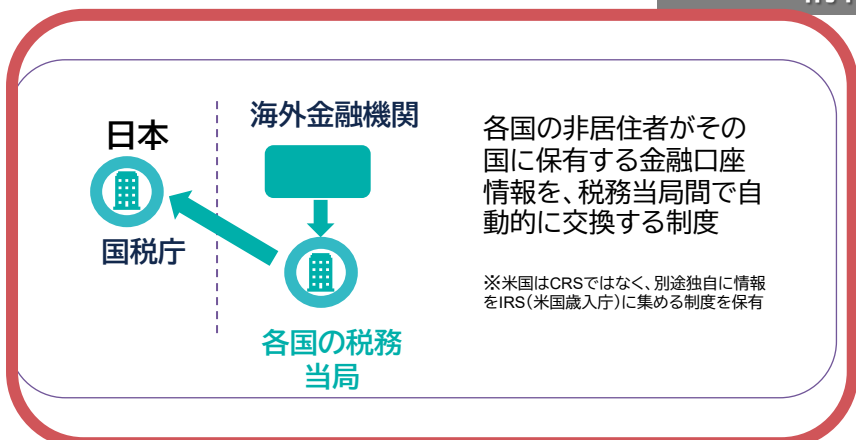 日本
国税庁
海外金融機関
各国の税務
当局
各国の非居住者がその
国に保有する金融口座
情報を、税務当局間で自
動的に交換する制度
※米国はCRSではなく、別途独自に情報
をIRS(米国歳入庁)に集める制度を保有